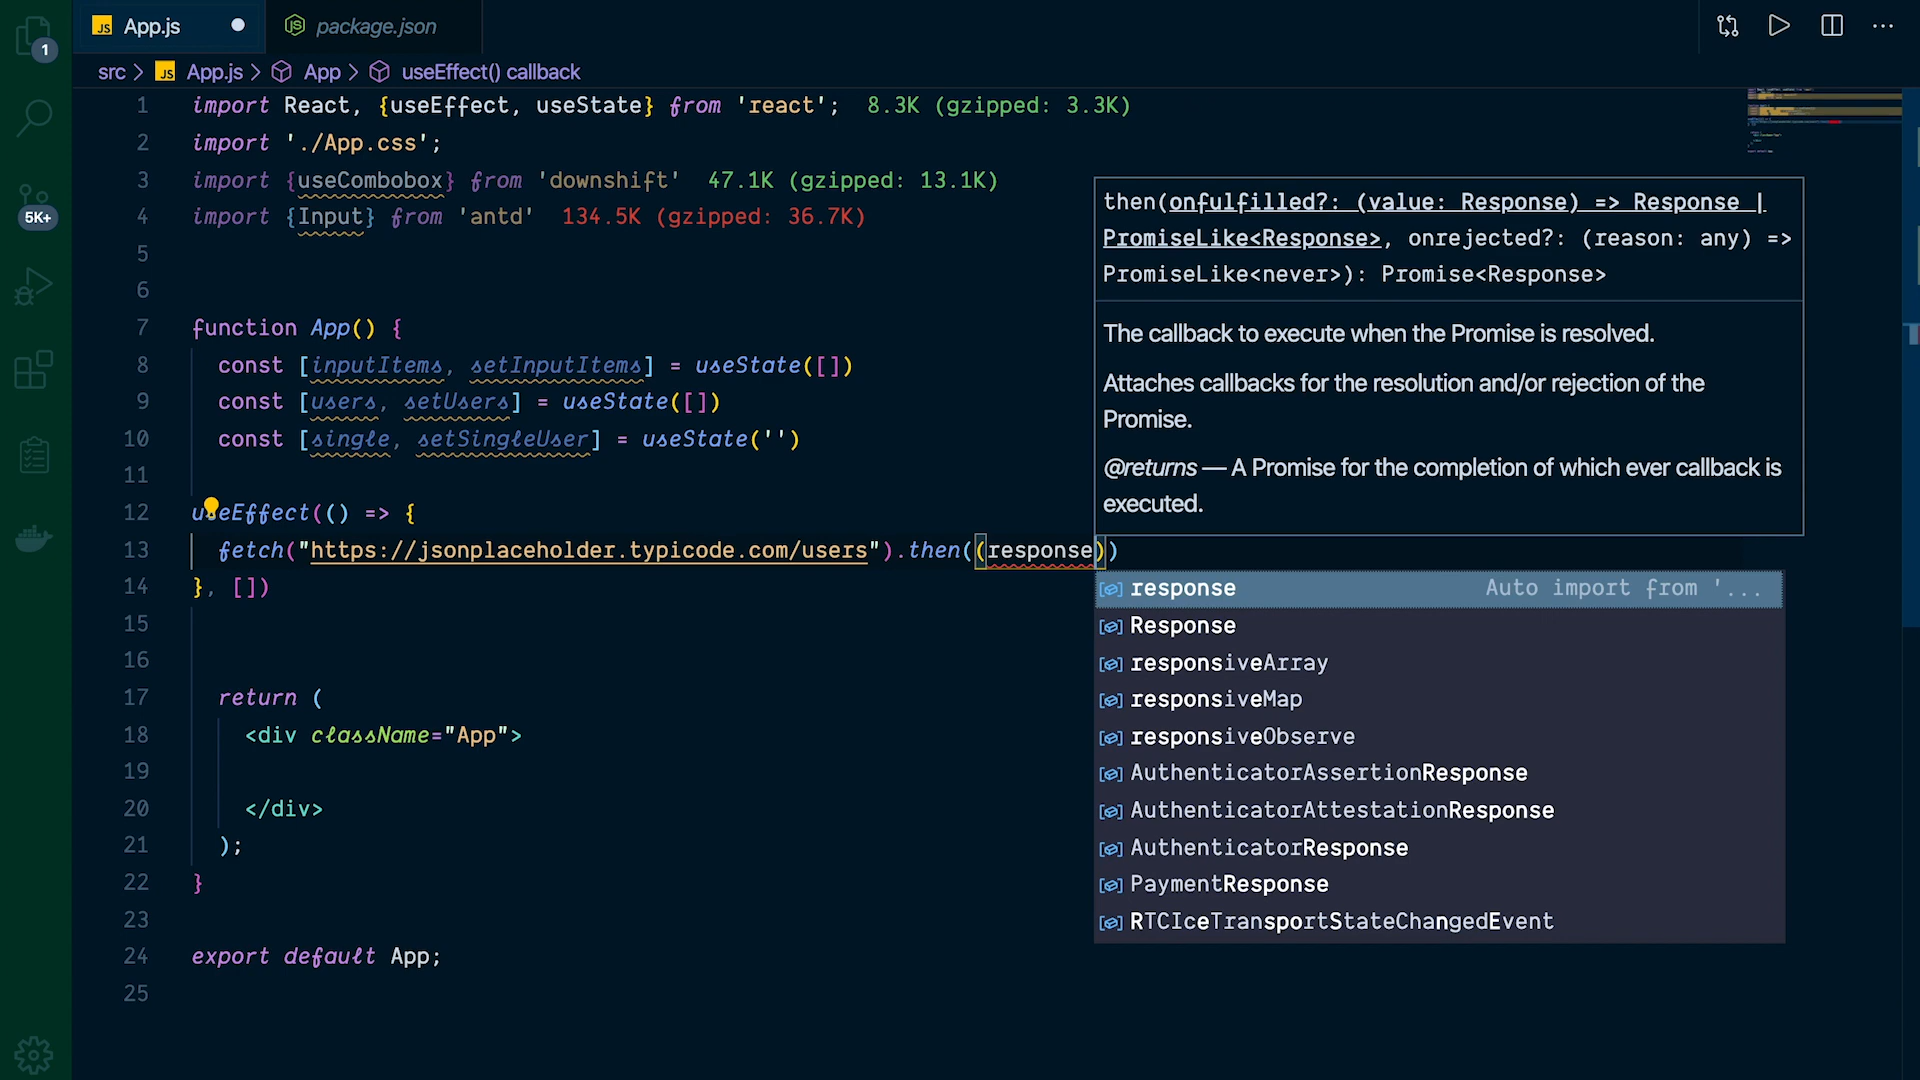 JS App.js
package.json
1
src > JS App.js > App > useEffect() callback
5K+
1 import React, {useEffect, useState} from 'react'; 8.3K (gzipped: 3.3K)
2 import './App.css';
3 import {useCombobox} from 'downshift' 47.1K (gzipped: 13.1K)
4 import {Input} from 'antd' 134.5K (gzipped: 36.7K)
5
6
7 function App() {
8 const [inputItems, setInputItems] = useState([])
9 const [users, setUsers] = useState([])
10 const [single, setSingleUser] = useState('')
11
12 useEffect(() => {
13 fetch("https://jsonplaceholder.typicode.com/users").then((response))
14 }, [])
15
16
17 return (
18 <div className="App">
19
20 </div>
21 );
22 }
23
24 export default App;
25
then(onfulfilled?: (value: Response) => Response |
PromiseLike<Response>, onrejected?: (reason: any) =>
PromiseLike<never>): Promise<Response>
The callback to execute when the Promise is resolved.
Attaches callbacks for the resolution and/or rejection of the
Promise.
@returns — A Promise for the completion of which ever callback is
executed.
response Auto import from '...
Response
responsiveArray
responsiveMap
responsiveObserve
AuthenticatorAssertionResponse
AuthenticatorAttestationResponse
AuthenticatorResponse
PaymentResponse
RTCIceTransportStateChangedEvent